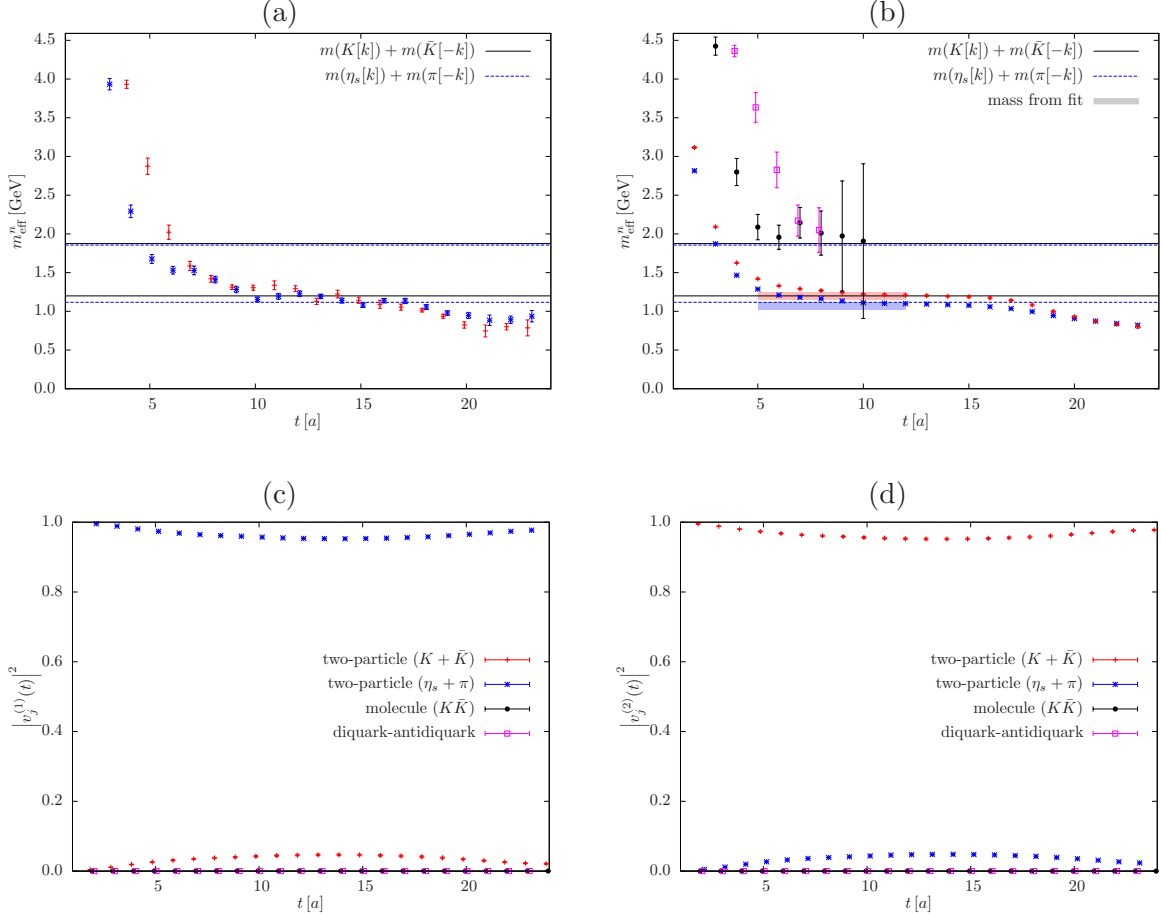 (a)
4.5
4.0
3.5
3.0
2.5
2.0
1.5
1.0
0.5
0.0
m_eff^n [GeV]
m(K[k]) + m(K̄[−k])
m(η_s[k]) + m(π[−k])
5
10
15
20
t [a]
(b)
4.5
4.0
3.5
3.0
2.5
2.0
1.5
1.0
0.5
0.0
m_eff^n [GeV]
m(K[k]) + m(K̄[−k])
m(η_s[k]) + m(π[−k])
mass from fit
5
10
15
20
t [a]
(c)
1.0
0.8
0.6
0.4
0.2
0.0
|v_j^(1)(t)|^2
two-particle (K + K̄)
two-particle (η_s + π)
molecule (KK̄)
diquark-antidiquark
5
10
15
20
t [a]
(d)
1.0
0.8
0.6
0.4
0.2
0.0
|v_j^(2)(t)|^2
two-particle (K + K̄)
two-particle (η_s + π)
molecule (KK̄)
diquark-antidiquark
5
10
15
20
t [a]